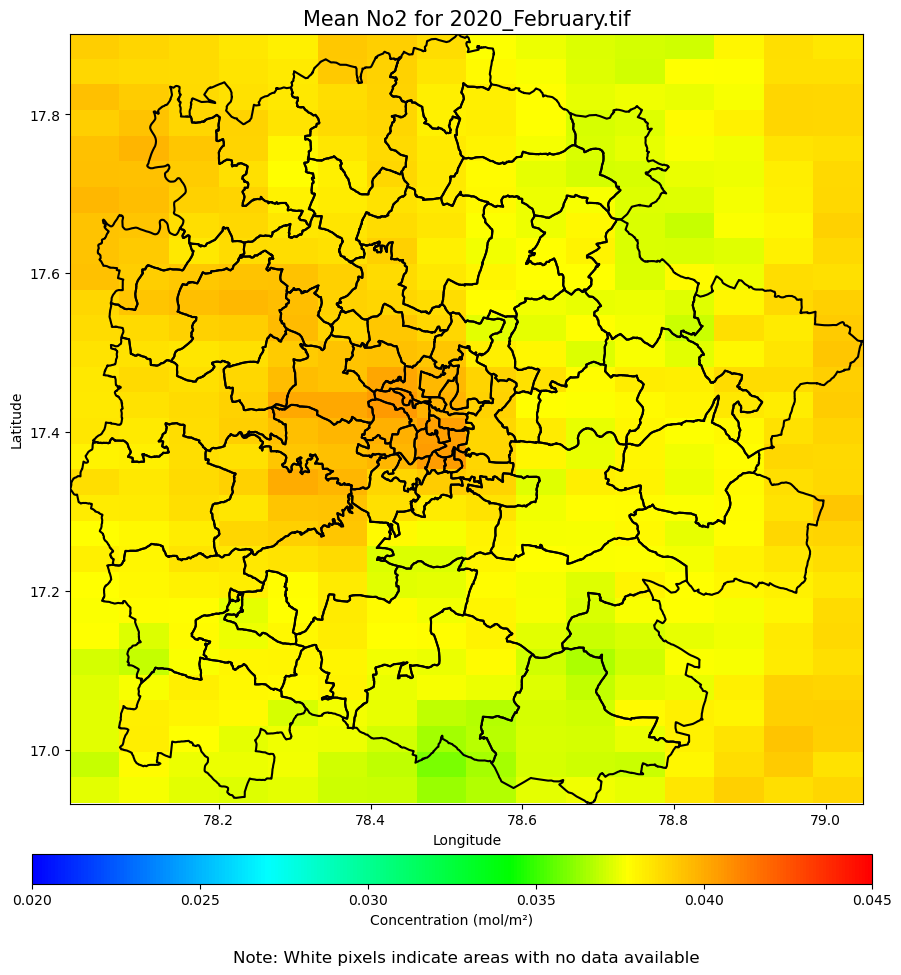 Mean No2 for 2020_February.tif
17.8
17.6
17.4
17.2
17.0
Latitude
78.2 78.4 78.6 78.8 79.0
Longitude
0.020 0.025 0.030 0.035 0.040 0.045
Concentration (mol/m²)
Note: White pixels indicate areas with no data available